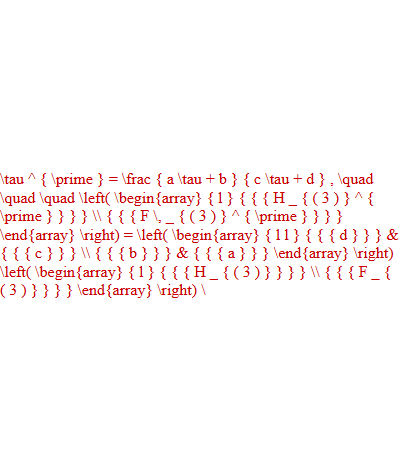 \tau ^ { \prime } = \frac { a \tau + b } { c \tau + d } , \quad
\quad \quad \left( \begin{array} { l } { { { H _ { ( 3 ) } ^ {
\prime } } } } \\ { { { F \, _ { ( 3 ) } ^ { \prime } } } }
\end{array} \right) = \left( \begin{array} { l l } { { { d } } } &
{ { { c } } } \\ { { { b } } } & { { { a } } } \end{array} \right)
\left( \begin{array} { l } { { { H _ { ( 3 ) } } } } \\ { { { F _ {
( 3 ) } } } } \end{array} \right) \